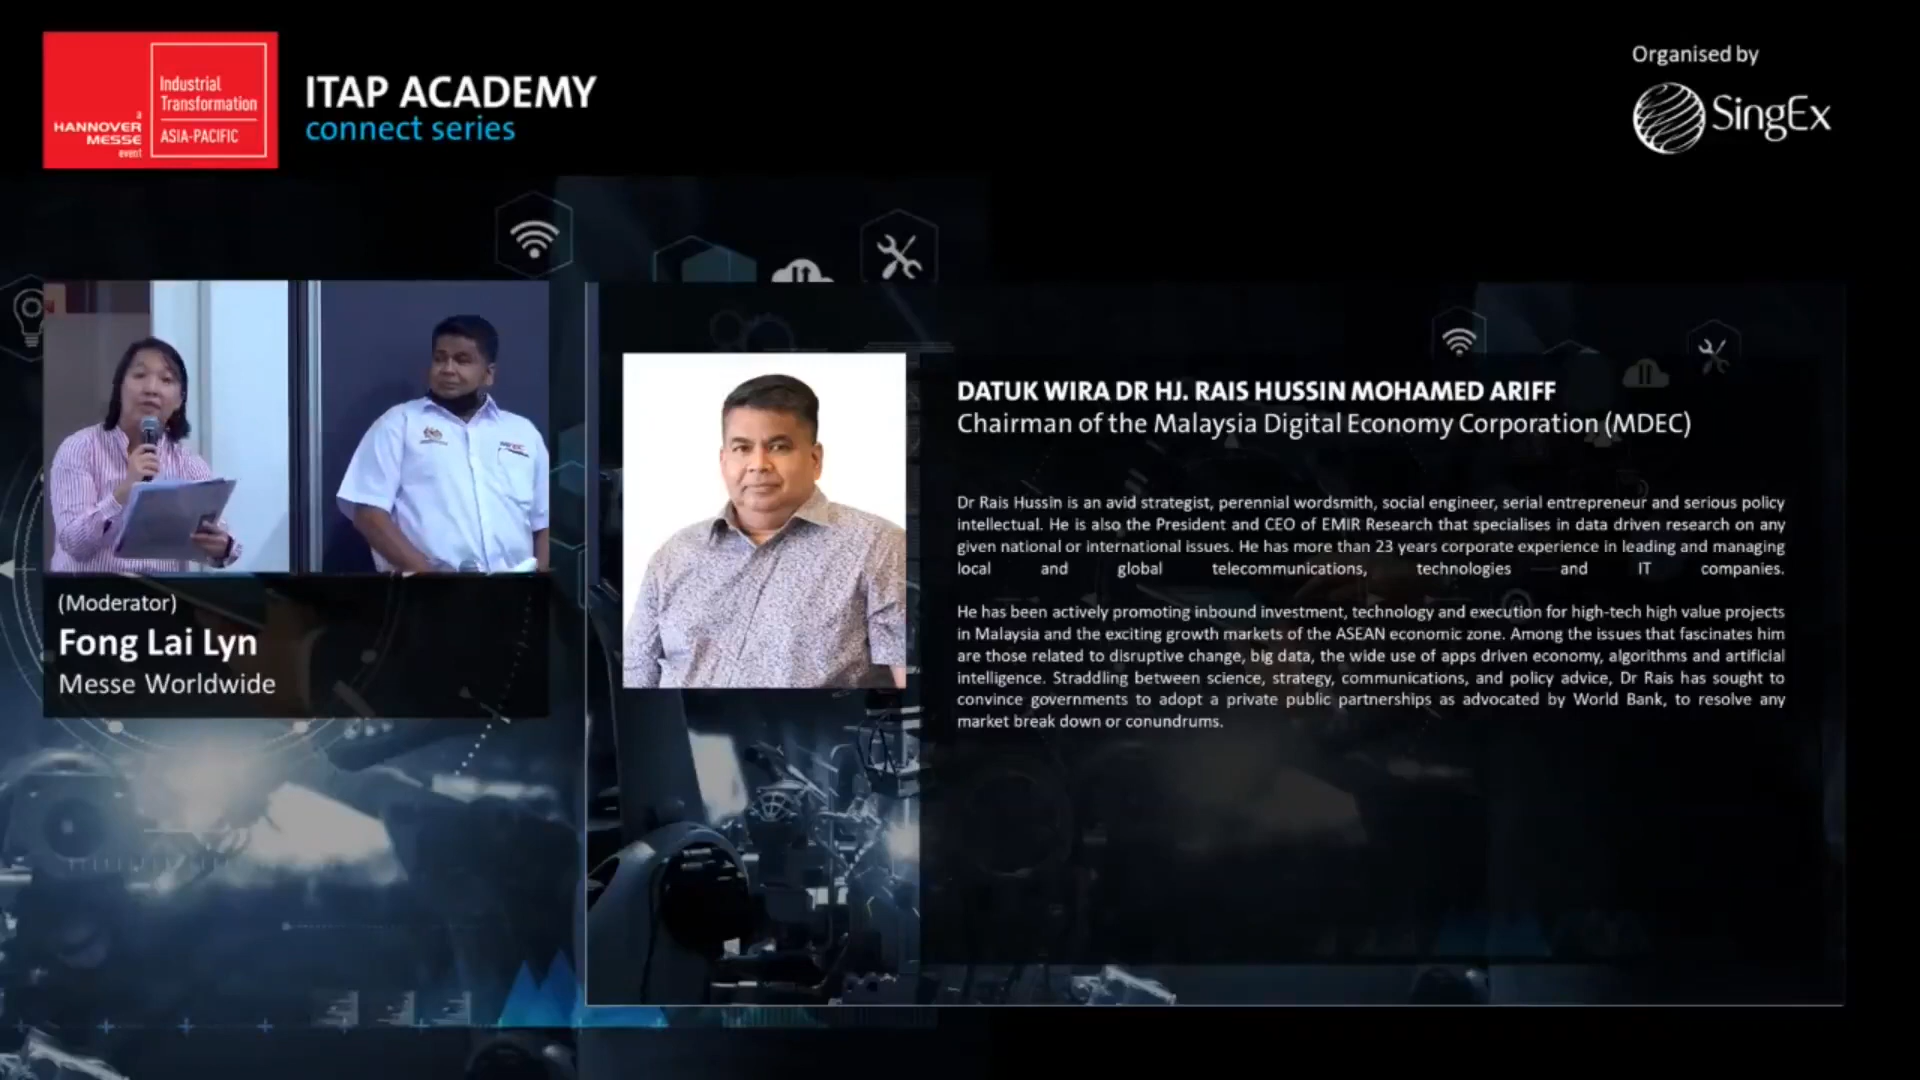 a
HANNOVER
MESSE
event
Industrial
Transformation
ASIA-PACIFIC
ITAP ACADEMY
connect series
Organised by
SingEx
(Moderator)
Fong Lai Lyn
Messe Worldwide
DATUK WIRA DR HJ. RAIS HUSSIN MOHAMED ARIFF
Chairman of the Malaysia Digital Economy Corporation (MDEC)
Dr Rais Hussin is an avid strategist, perennial wordsmith, social engineer, serial entrepreneur and serious policy
intellectual. He is also the President and CEO of EMIR Research that specialises in data driven research on any
given national or international issues. He has more than 23 years corporate experience in leading and managing
local and global telecommunications, technologies and IT companies.
He has been actively promoting inbound investment, technology and execution for high-tech high value projects
in Malaysia and the exciting growth markets of the ASEAN economic zone. Among the issues that fascinates him
are those related to disruptive change, big data, the wide use of apps driven economy, algorithms and artificial
intelligence. Straddling between science, strategy, communications, and policy advice, Dr Rais has sought to
convince governments to adopt a private public partnerships as advocated by World Bank, to resolve any
market break down or conundrums.